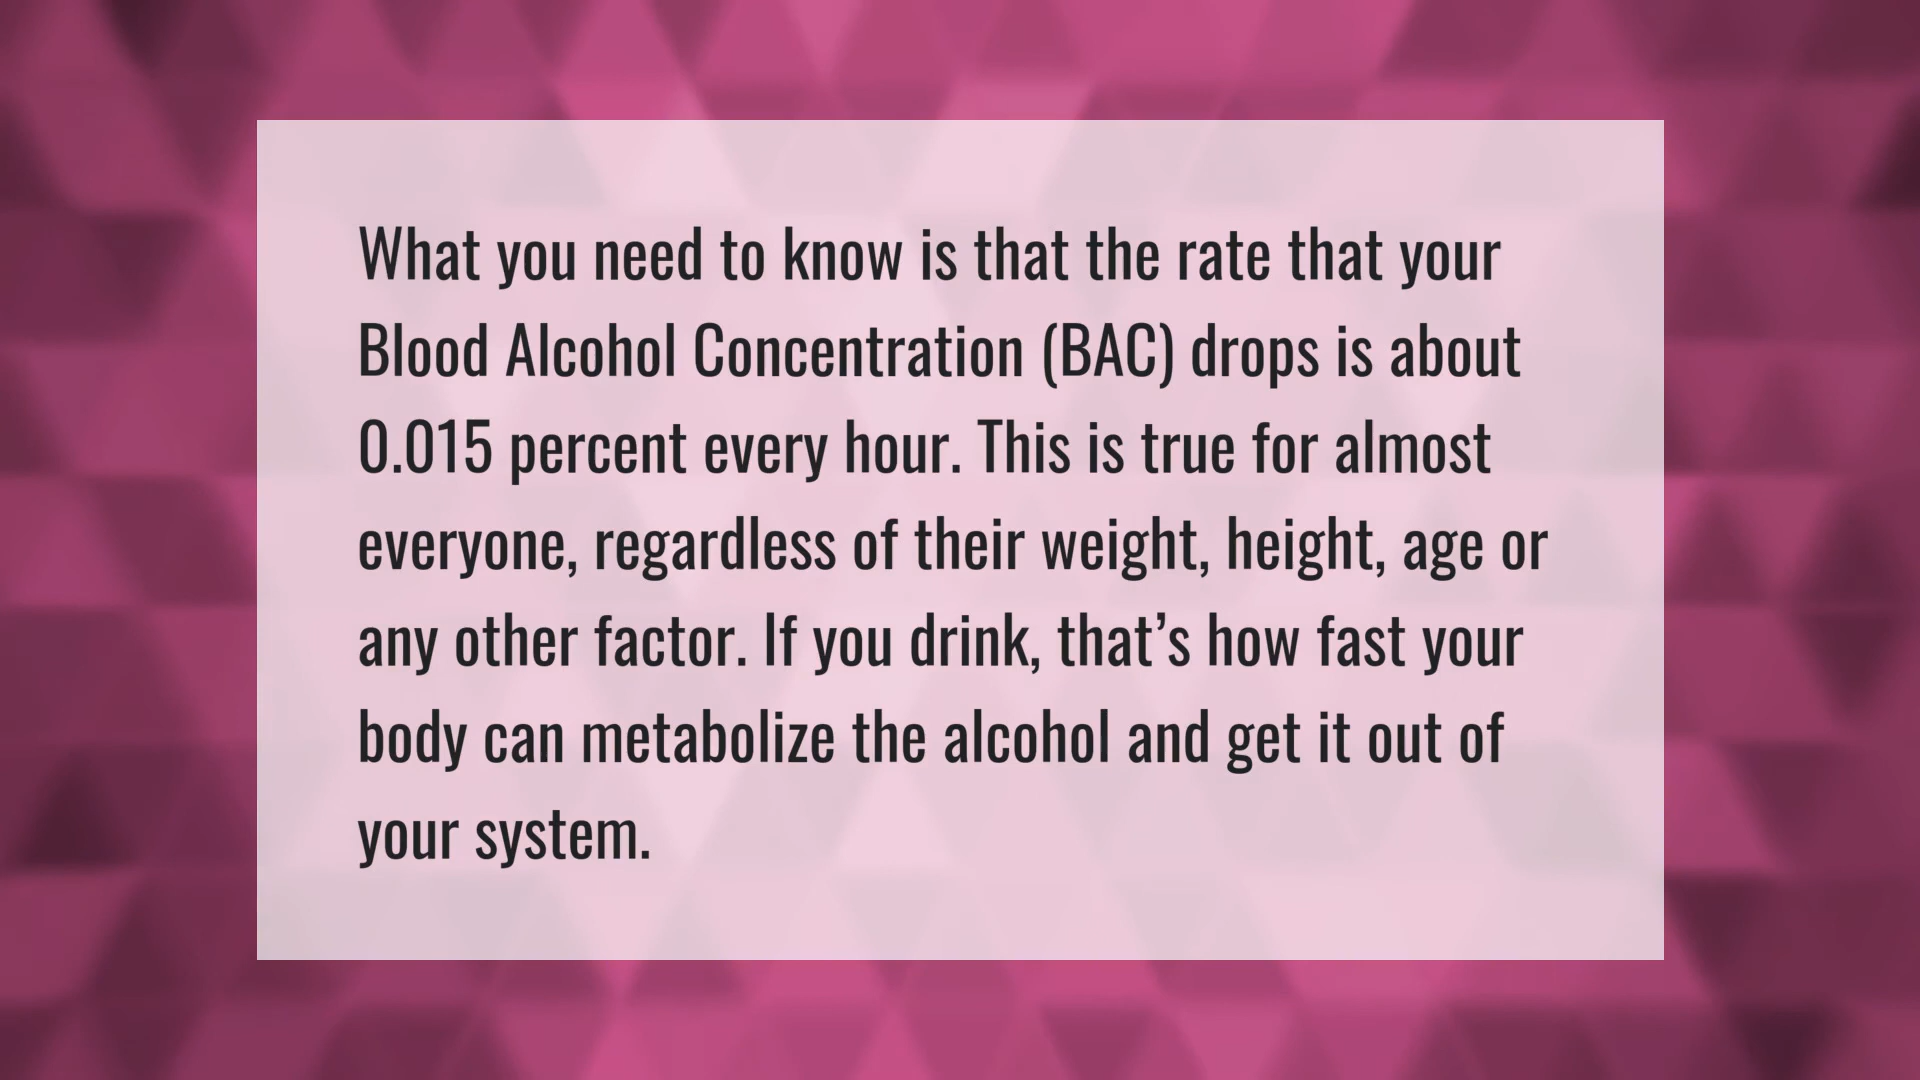 What you need to know is that the rate that your
Blood Alcohol Concentration (BAC) drops is about
0.015 percent every hour. This is true for almost
everyone, regardless of their weight, height, age or
any other factor. If you drink, that’s how fast your
body can metabolize the alcohol and get it out of
your system.